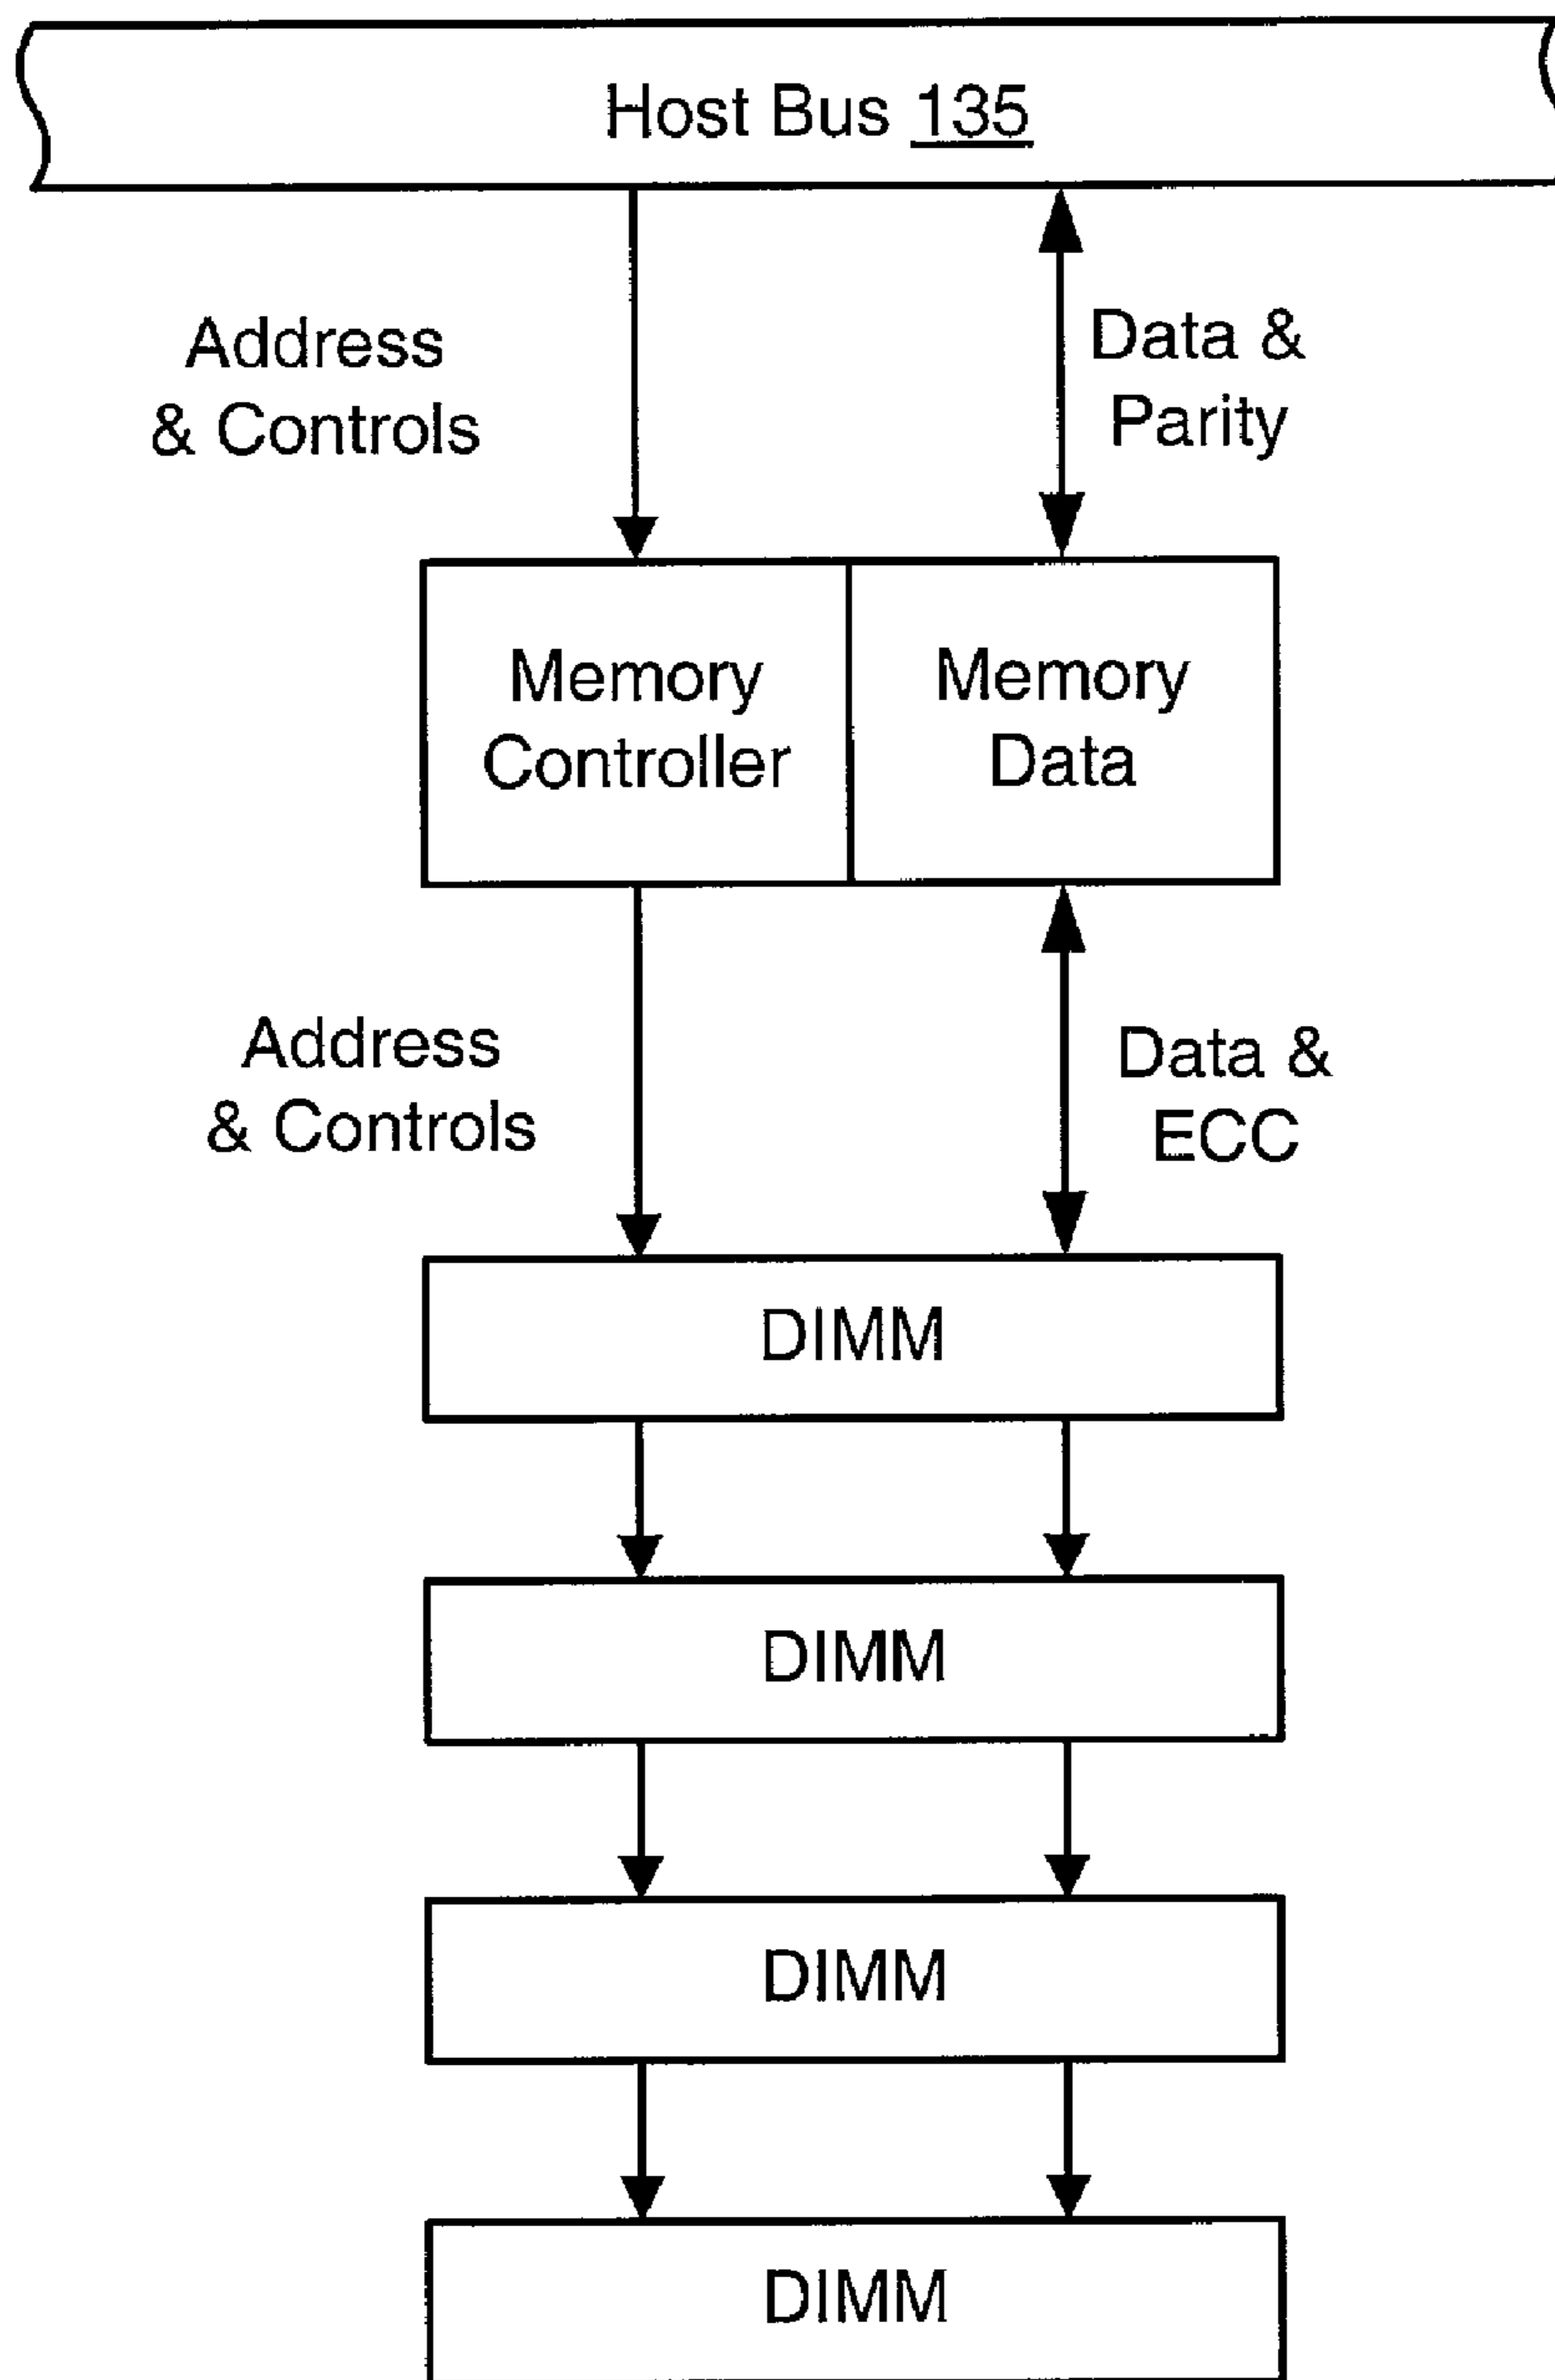 Host Bus 135
Address
& Controls
Data &
Parity
Memory
Controller
Memory
Data
Address
& Controls
Data &
ECC
DIMM
DIMM
DIMM
DIMM